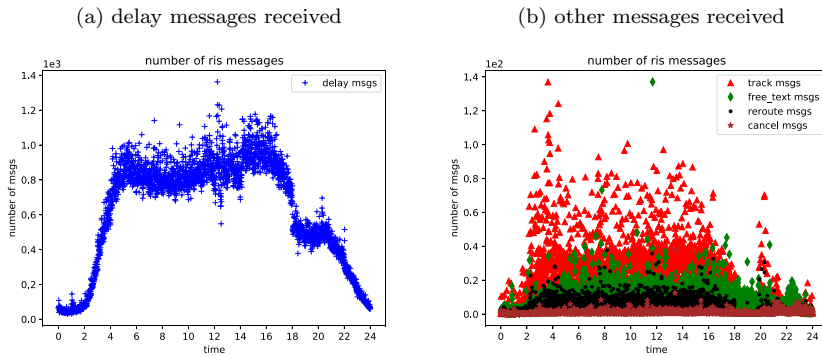 (a) delay messages received
number of ris messages
1e3
delay msgs
1.4
1.2
1.0
0.8
0.6
0.4
0.2
0.0
number of msgs
0 2 4 6 8 10 12 14 16 18 20 22 24
time
(b) other messages received
number of ris messages
1e2
track msgs
free_text msgs
reroute msgs
cancel msgs
1.4
1.2
1.0
0.8
0.6
0.4
0.2
0.0
number of msgs
0 2 4 6 8 10 12 14 16 18 20 22 24
time